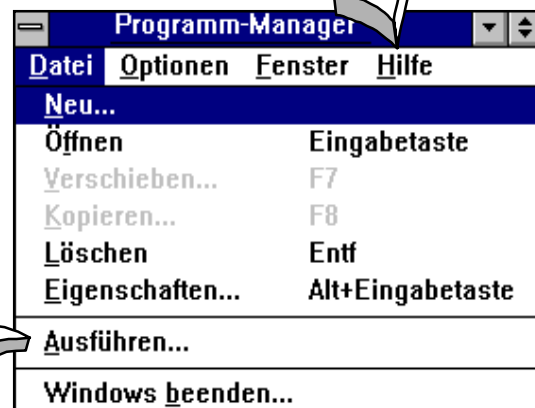 Programm-Manager
Datei Optionen Fenster Hilfe
Neu...
Öffnen Eingabetaste
Verschieben... F7
Kopieren... F8
Löschen Entf
Eigenschaften... Alt+Eingabetaste
Ausführen...
Windows beenden...